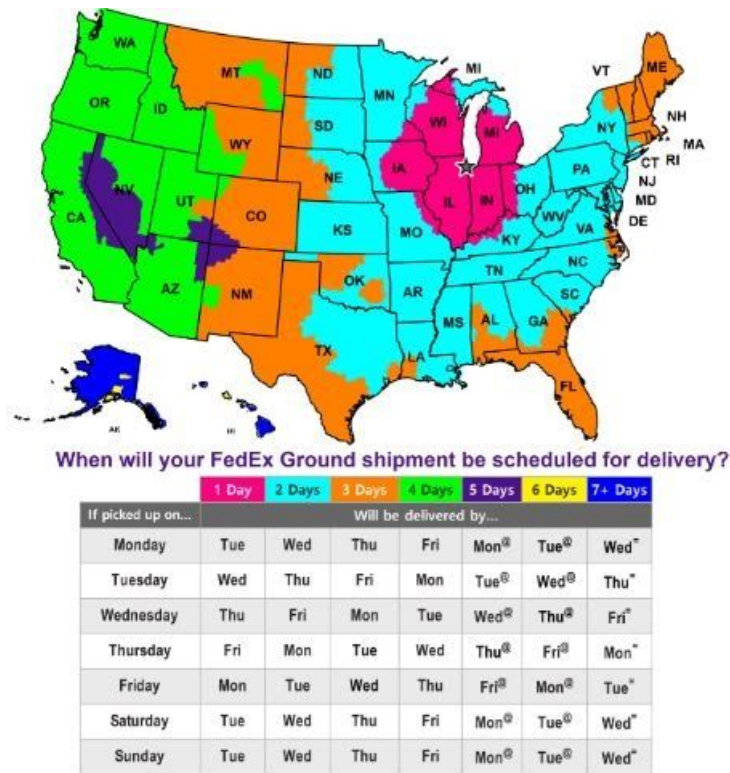 WA
MT
ND
MN
MI
VT
ME
OR
ID
SD
WI
MI
NY
NH
WY
MA
IA
NE
CT
RI
NV
PA
NJ
UT
IL
IN
OH
MD
CA
CO
WV
DE
KS
MO
VA
KY
NC
TN
AZ
OK
NM
AR
SC
MS
AL
GA
TX
LA
FL
AK
HI
When will your FedEx Ground shipment be scheduled for delivery?
1 Day 2 Days 3 Days 4 Days 5 Days 6 Days 7+ Days
If picked up on... Will be delivered by...
Monday Tue Wed Thu Fri Mon@ Tue@ Wed
Tuesday Wed Thu Fri Mon Tue@ Wed@ Thu
Wednesday Thu Fri Mon Tue Wed@ Thu@ Fri
Thursday Fri Mon Tue Wed Thu@ Fri@ Mon
Friday Mon Tue Wed Thu Fri@ Mon@ Tue
Saturday Tue Wed Thu Fri Mon@ Tue@ Wed
Sunday Tue Wed Thu Fri Mon@ Tue@ Wed